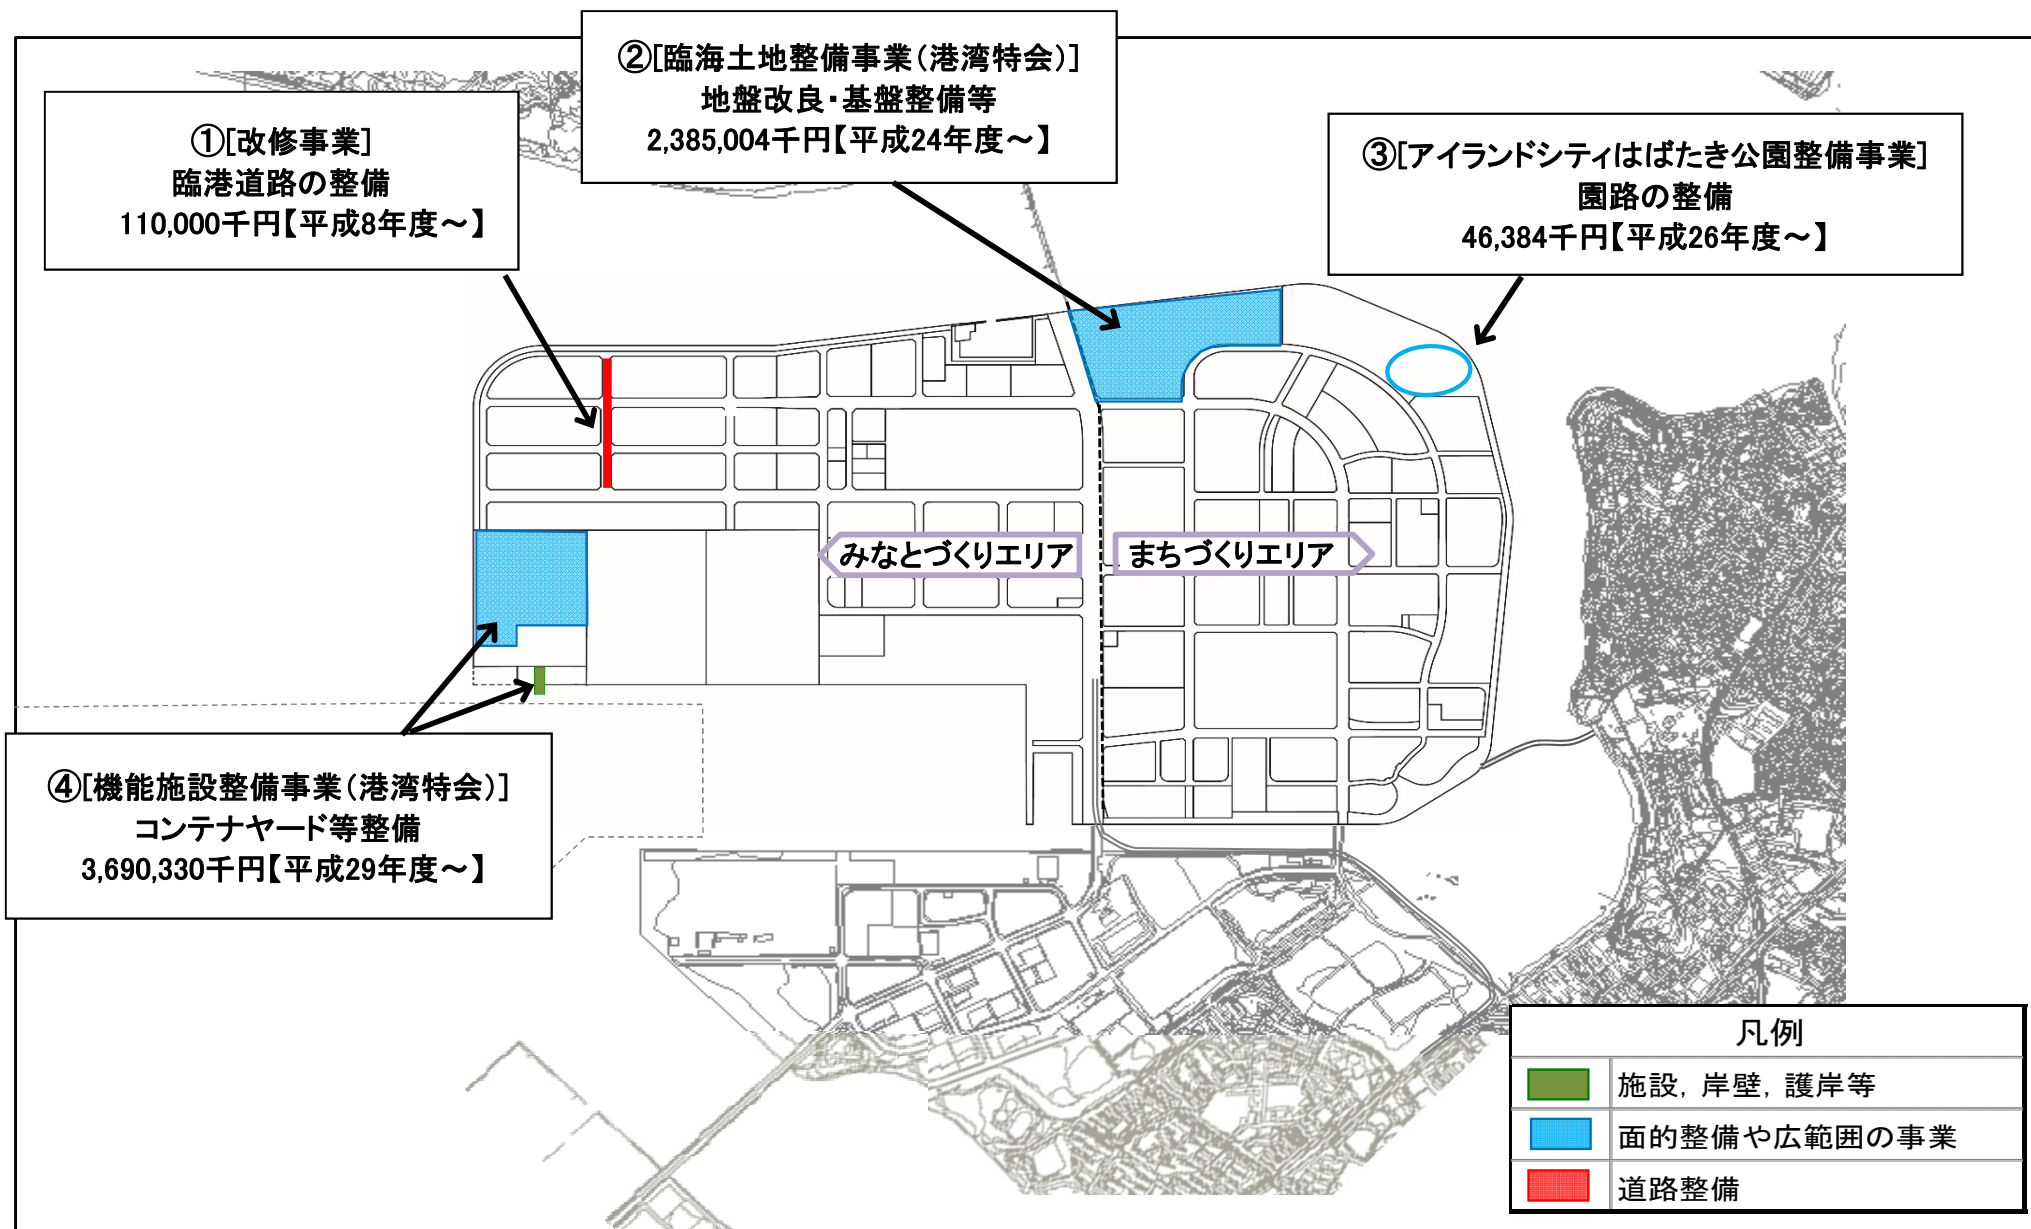 ②[臨海土地整備事業(港湾特会)]
地盤改良・基盤整備等
2,385,004千円【平成24年度～】
①[改修事業]
臨港道路の整備
110,000千円【平成8年度～】
③[アイランドシティはばたき公園整備事業]
園路の整備
46,384千円【平成26年度～】
みなとづくりエリア
まちづくりエリア
④[機能施設整備事業(港湾特会)]
コンテナヤード等整備
3,690,330千円【平成29年度～】
凡例
施設, 岸壁, 護岸等
面的整備や広範囲の事業
道路整備